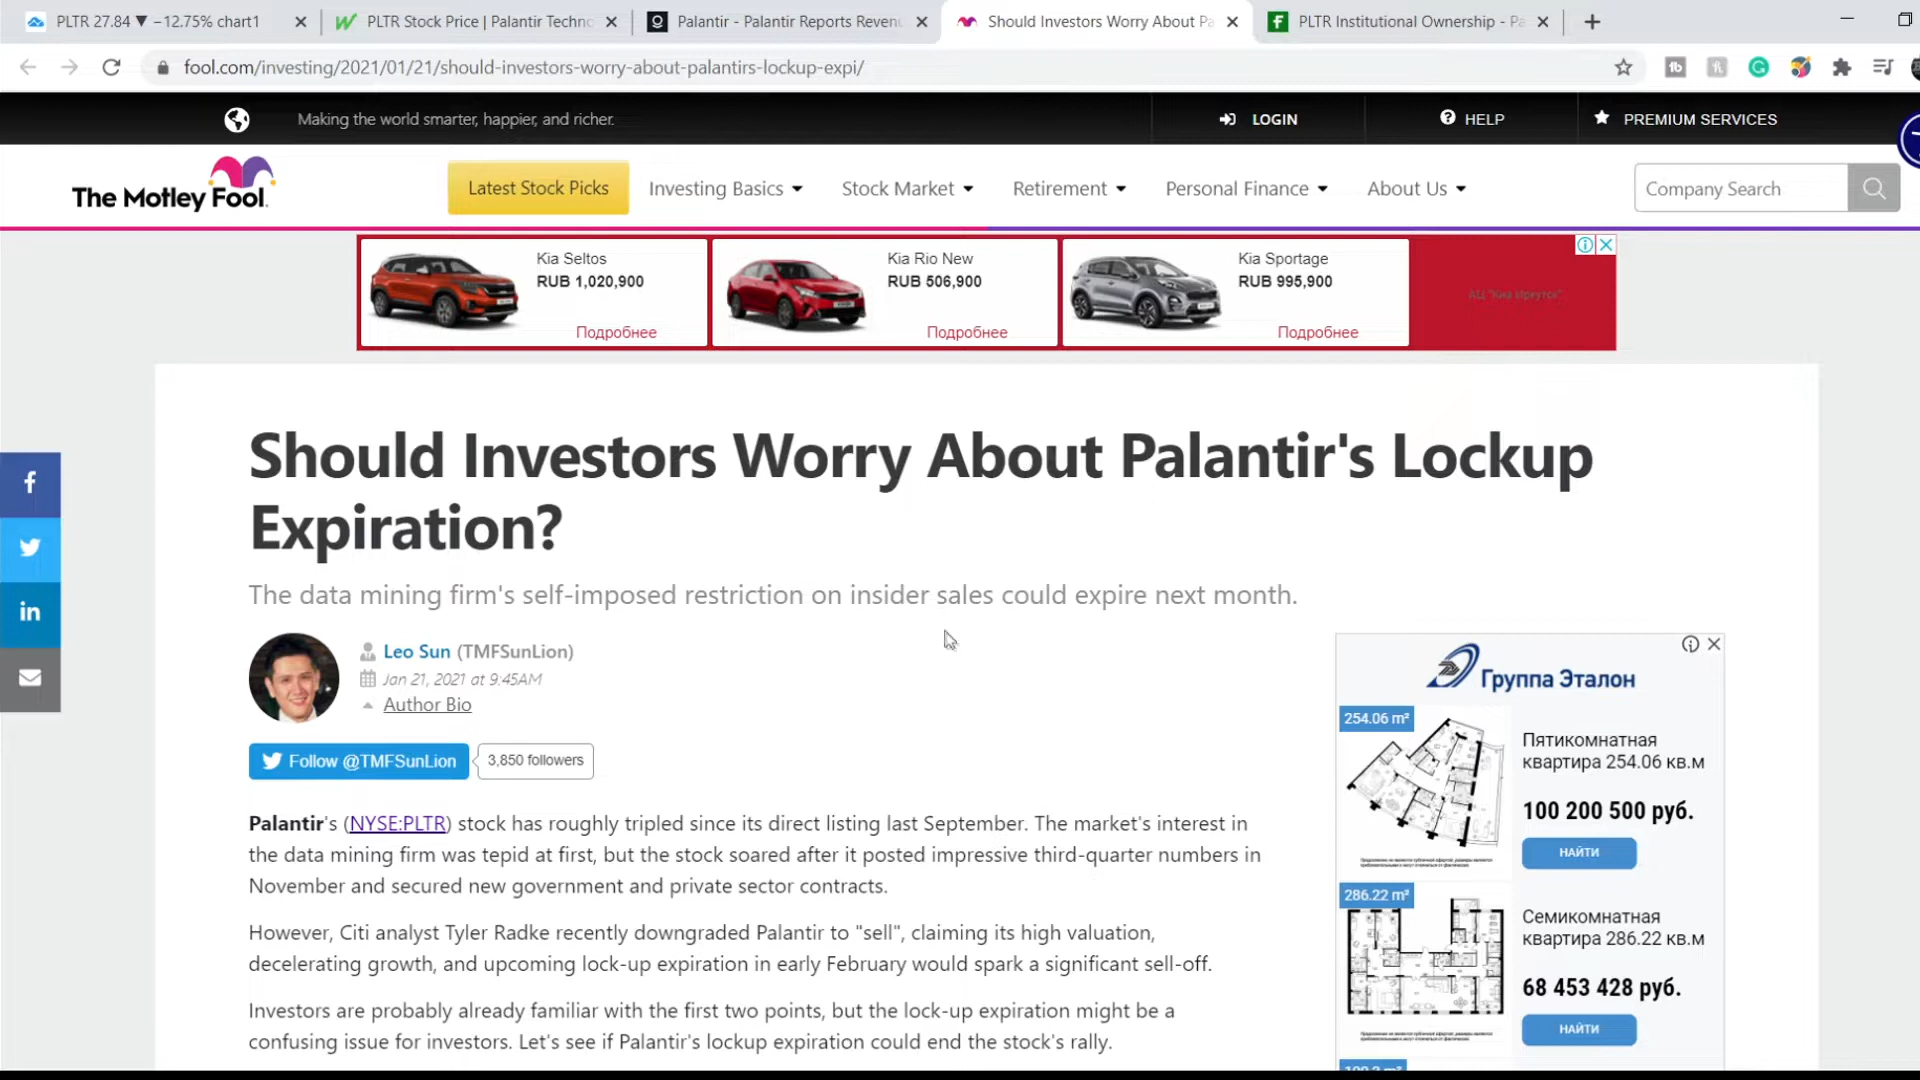 PLTR 27.84 ▼ −12.75% chart1
PLTR Stock Price | Palantir Techno
Palantir - Palantir Reports Revenu
Should Investors Worry About Pa
PLTR Institutional Ownership - Pa
fool.com/investing/2021/01/21/should-investors-worry-about-palantirs-lockup-expi/
Making the world smarter, happier, and richer.
LOGIN
HELP
PREMIUM SERVICES
The Motley Fool.
Latest Stock Picks
Investing Basics
Stock Market
Retirement
Personal Finance
About Us
Company Search
Kia Seltos
RUB 1,020,900
Подробнее
Kia Rio New
RUB 506,900
Подробнее
Kia Sportage
RUB 995,900
Подробнее
Should Investors Worry About Palantir's Lockup
Expiration?
The data mining firm's self-imposed restriction on insider sales could expire next month.
Leo Sun (TMFSunLion)
Jan 21, 2021 at 9:45AM
Author Bio
Follow @TMFSunLion
3,850 followers
Palantir's (NYSE:PLTR) stock has roughly tripled since its direct listing last September. The market's interest in
the data mining firm was tepid at first, but the stock soared after it posted impressive third-quarter numbers in
November and secured new government and private sector contracts.
However, Citi analyst Tyler Radke recently downgraded Palantir to "sell", claiming its high valuation,
decelerating growth, and upcoming lock-up expiration in early February would spark a significant sell-off.
Investors are probably already familiar with the first two points, but the lock-up expiration might be a
confusing issue for investors. Let's see if Palantir's lockup expiration could end the stock's rally.
Группа Эталон
254.06 m²
Пятикомнатная
квартира 254.06 кв.м
100 200 500 руб.
НАЙТИ
286.22 m²
Семикомнатная
квартира 286.22 кв.м
68 453 428 руб.
НАЙТИ